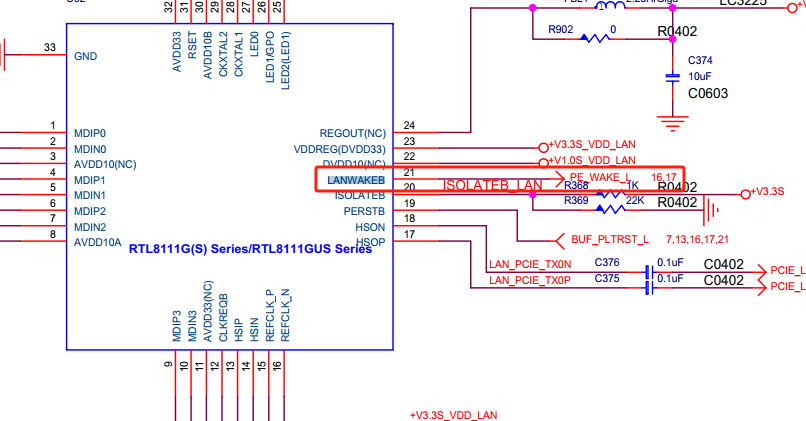 32 31 30 29 28 27 26 25
AVDD33 RSET AVDD10B CKXTAL2 CKXTAL1 LED0 LED1/GPO LED2(LED1)
33 GND
LC3225
R902 0 R0402
C374
10uF
C0603
1 MDIP0
2 MDIN0
3 AVDD10(NC)
4 MDIP1
5 MDIN1
6 MDIP2
7 MDIN2
8 AVDD10A
REGOUT(NC) 24
VDDREG(DVDD33) 23 +V3.3S_VDD_LAN
DVDD10(NC) 22 +V1.0S_VDD_LAN
LANWAKEB 21 PE_WAKE_L 16,17
ISOLATEB 20 ISOLATEB_LAN R368 1K R0402 +V3.3S
PERSTB 19 R369 22K R0402
HSON 18
HSOP 17
BUF_PLTRST_L 7,13,16,17,21
RTL8111G(S) Series/RTL8111GUS Series
LAN_PCIE_TX0N C376 0.1uF C0402 PCIE_L
LAN_PCIE_TX0P C375 0.1uF C0402 PCIE_L
MDIP3 MDIN3 AVDD33(NC) CLKREQB HSIP HSIN REFCLK_P REFCLK_N
9 10 11 12 13 14 15 16
+V3.3S_VDD_LAN